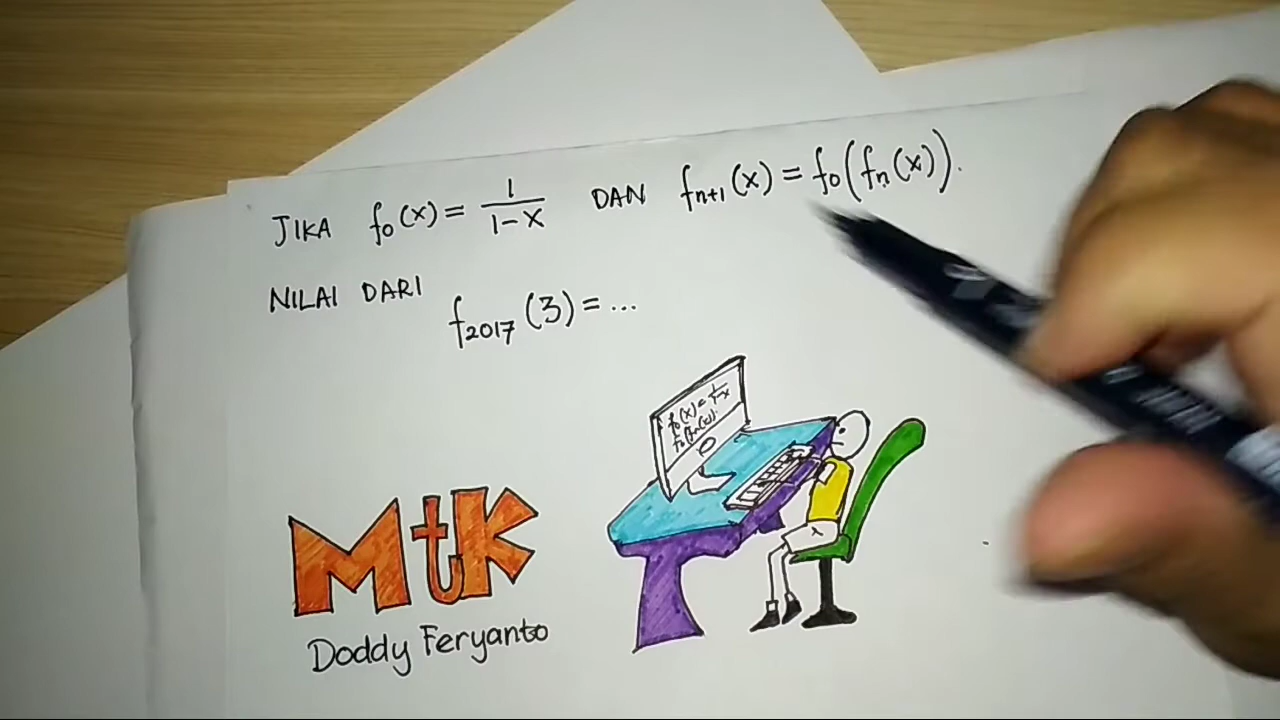 JIKA f₀(x) = 1/(1-x) DAN fₙ₊₁(x) = f₀(fₙ(x)).
NILAI DARI
f₂₀₁₇(3) = ...
MtK
Doddy Feryanto